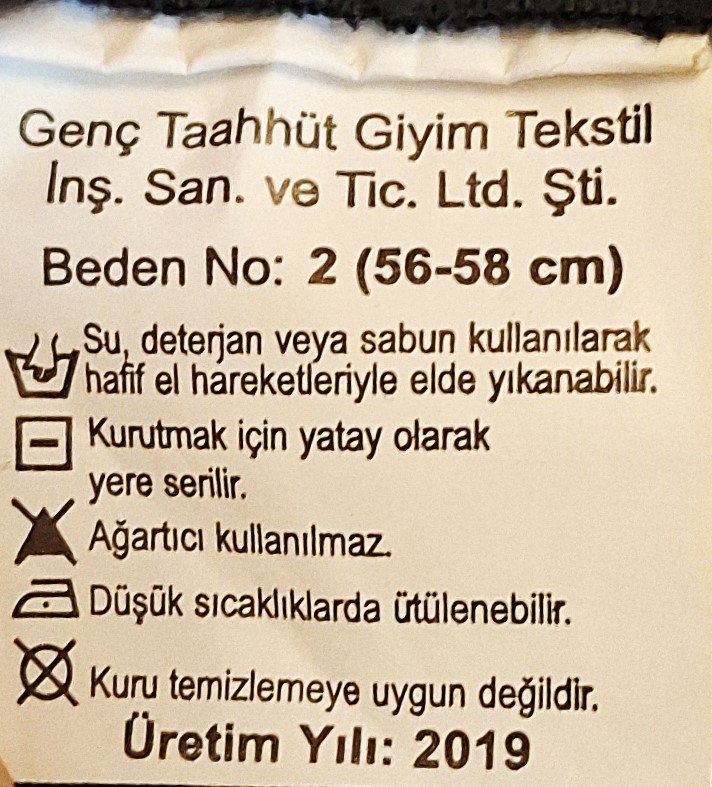 Genç Taahhüt Giyim Tekstil
İnş. San. ve Tic. Ltd. Şti.
Beden No: 2 (56-58 cm)
Su, deterjan veya sabun kullanılarak
hafif el hareketleriyle elde yıkanabilir.
Kurutmak için yatay olarak
yere serilir.
Ağartıcı kullanılmaz.
Düşük sıcaklıklarda ütülenebilir.
Kuru temizlemeye uygun değildir.
Üretim Yılı: 2019